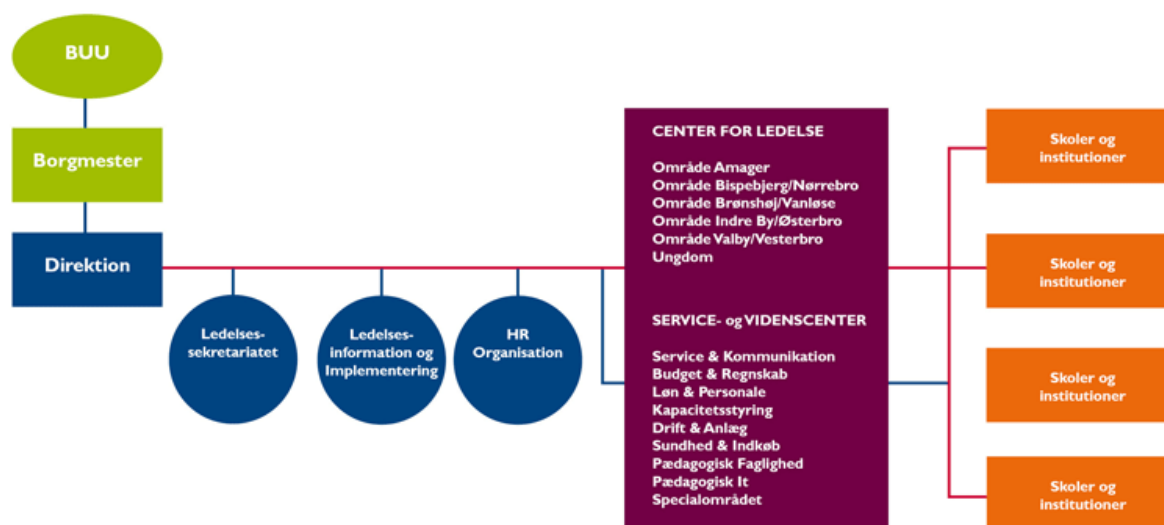 BUU
Borgmester
Direktion
Ledelses-
sekretariatet
Ledelses-
information og
Implementering
HR
Organisation
CENTER FOR LEDELSE
Område Amager
Område Bispebjerg/Nørrebro
Område Brønshøj/Vanløse
Område Indre By/Østerbro
Område Valby/Vesterbro
Ungdom
SERVICE- og VIDENSCENTER
Service & Kommunikation
Budget & Regnskab
Løn & Personale
Kapacitetsstyring
Drift & Anlæg
Sundhed & Indkøb
Pædagogisk Faglighed
Pædagogisk It
Specialområdet
Skoler og
institutioner
Skoler og
institutioner
Skoler og
institutioner
Skoler og
institutioner